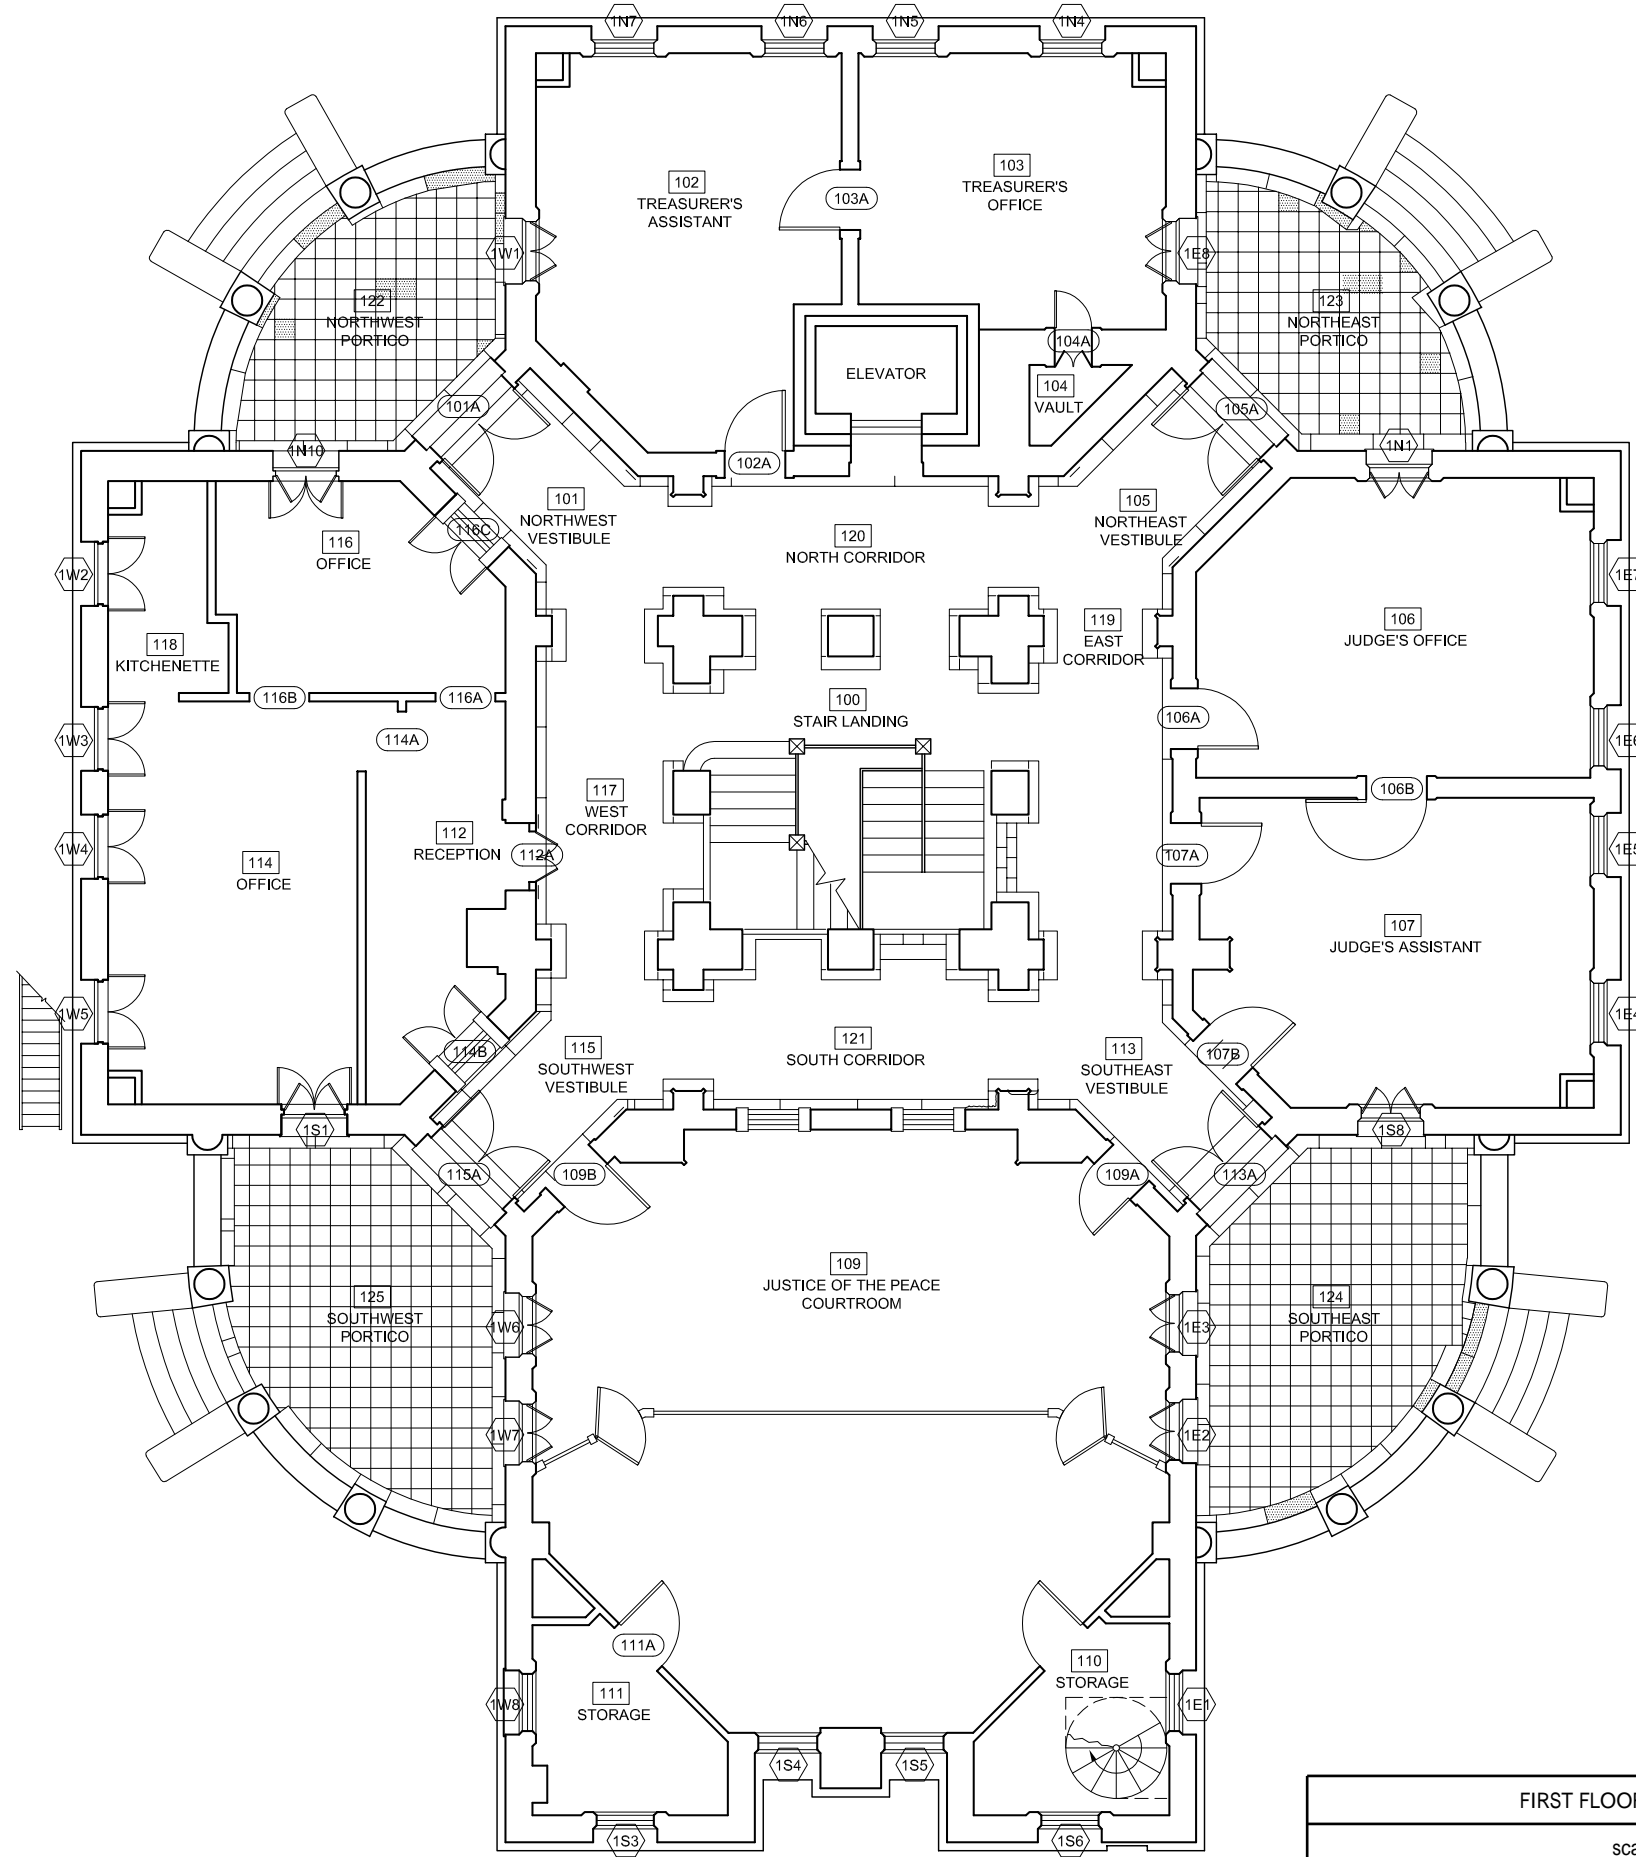 1N7
1N6
1N5
1N4
102
TREASURER'S
ASSISTANT
103A
103
TREASURER'S
OFFICE
1W1
1E8
122
NORTHWEST
PORTICO
123
NORTHEAST
PORTICO
104A
ELEVATOR
104
VAULT
101A
105A
1N10
1N1
102A
101
NORTHWEST
VESTIBULE
105
NORTHEAST
VESTIBULE
116C
116
OFFICE
120
NORTH CORRIDOR
1W2
1E7
118
KITCHENETTE
119
EAST
CORRIDOR
106
JUDGE'S OFFICE
116B
116A
100
STAIR LANDING
106A
1W3
114A
1E6
117
WEST
CORRIDOR
106B
112
RECEPTION
1W4
112A
107A
1E5
114
OFFICE
107
JUDGE'S ASSISTANT
1W5
1E4
114B
115
SOUTHWEST
VESTIBULE
121
SOUTH CORRIDOR
113
SOUTHEAST
VESTIBULE
107B
1S1
1S8
115A
109B
109A
113A
109
JUSTICE OF THE PEACE
COURTROOM
125
SOUTHWEST
PORTICO
124
SOUTHEAST
PORTICO
1W6
1E3
1W7
1E2
111A
110
STORAGE
111
STORAGE
1W8
1E1
1S4
1S5
1S3
1S6
FIRST FLOOR